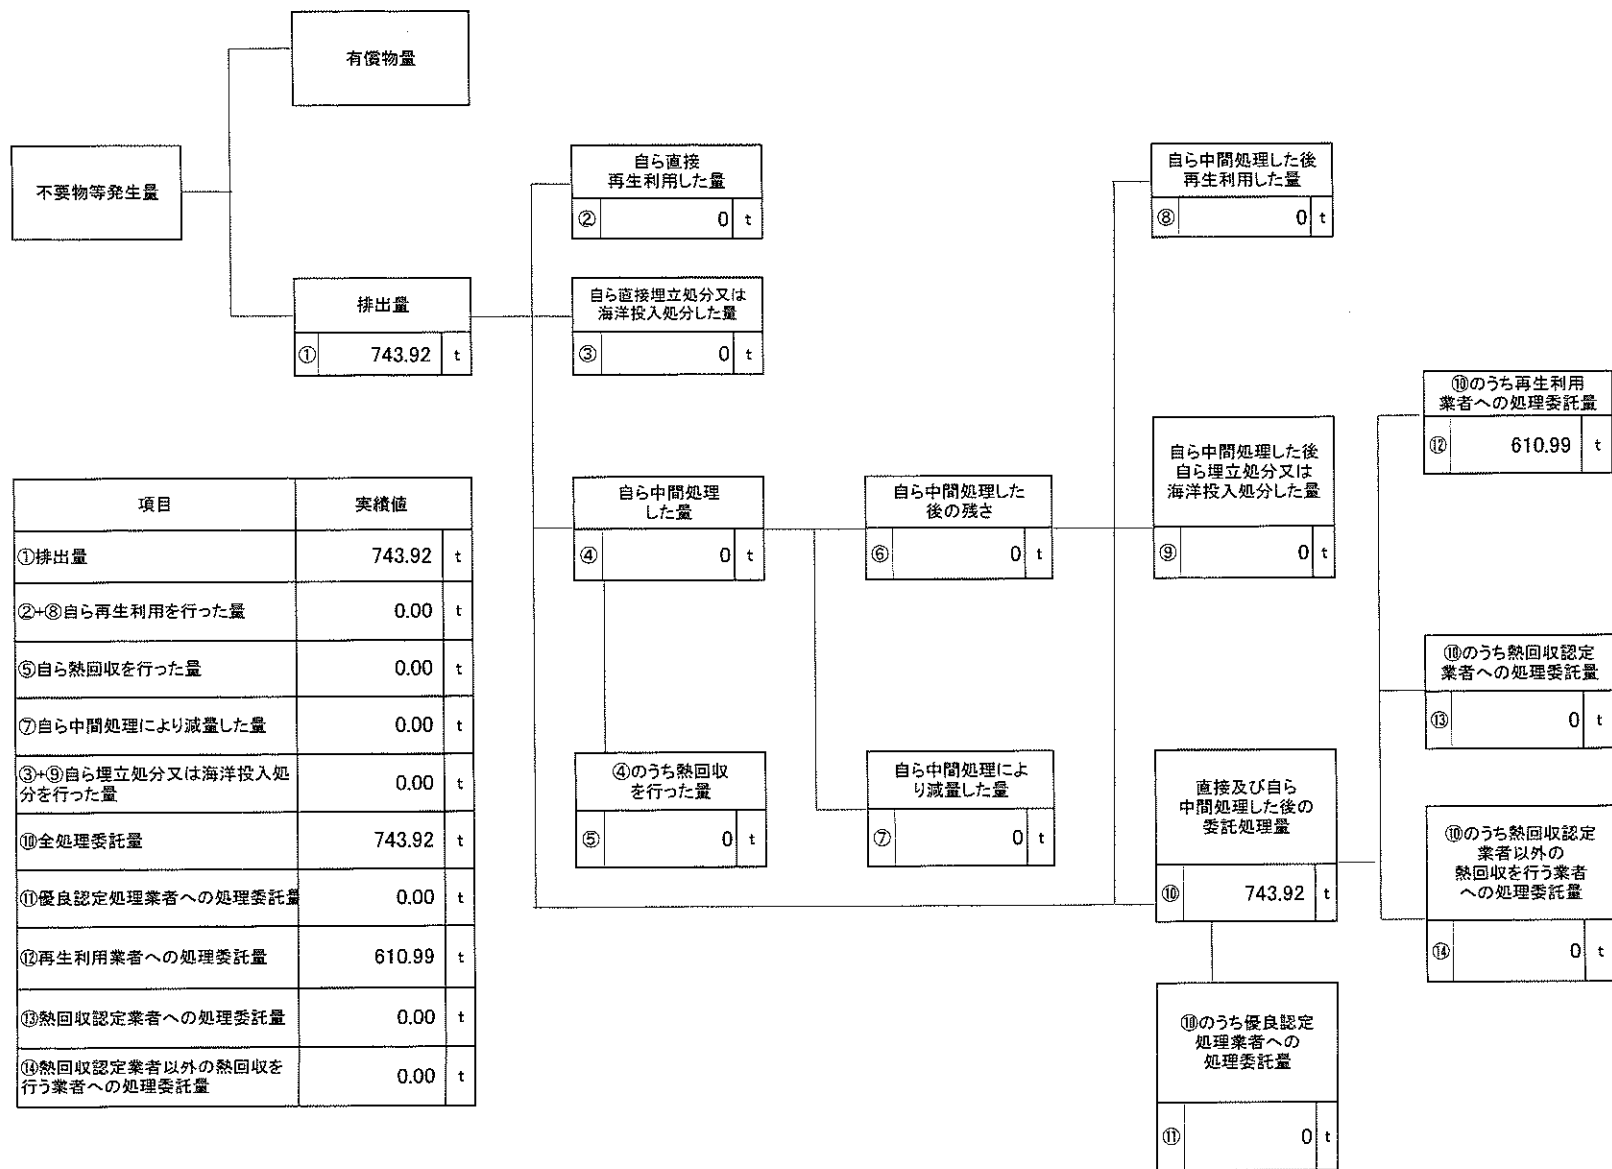 有償物量
不要物等発生量
排出量
① 743.92 t
自ら直接
再生利用した量
② 0 t
自ら直接埋立処分又は
海洋投入処分した量
③ 0 t
自ら中間処理
した量
④ 0 t
④のうち熱回収
を行った量
⑤ 0 t
自ら中間処理した
後の残さ
⑥ 0 t
自ら中間処理によ
り減量した量
⑦ 0 t
自ら中間処理した後
再生利用した量
⑧ 0 t
自ら中間処理した後
自ら埋立処分又は
海洋投入処分した量
⑨ 0 t
直接及び自ら
中間処理した後の
委託処理量
⑩ 743.92 t
⑩のうち優良認定
処理業者への
処理委託量
⑪ 0 t
⑩のうち再生利用
業者への処理委託量
⑫ 610.99 t
⑩のうち熱回収認定
業者への処理委託量
⑬ 0 t
⑩のうち熱回収認定
業者以外の
熱回収を行う業者
への処理委託量
⑭ 0 t
項目 実績値
①排出量 743.92 t
②+⑧自ら再生利用を行った量 0.00 t
⑤自ら熱回収を行った量 0.00 t
⑦自ら中間処理により減量した量 0.00 t
③+⑨自ら埋立処分又は海洋投入処
分を行った量 0.00 t
⑩全処理委託量 743.92 t
⑪優良認定処理業者への処理委託量 0.00 t
⑫再生利用業者への処理委託量 610.99 t
⑬熱回収認定業者への処理委託量 0.00 t
⑭熱回収認定業者以外の熱回収を
行う業者への処理委託量 0.00 t